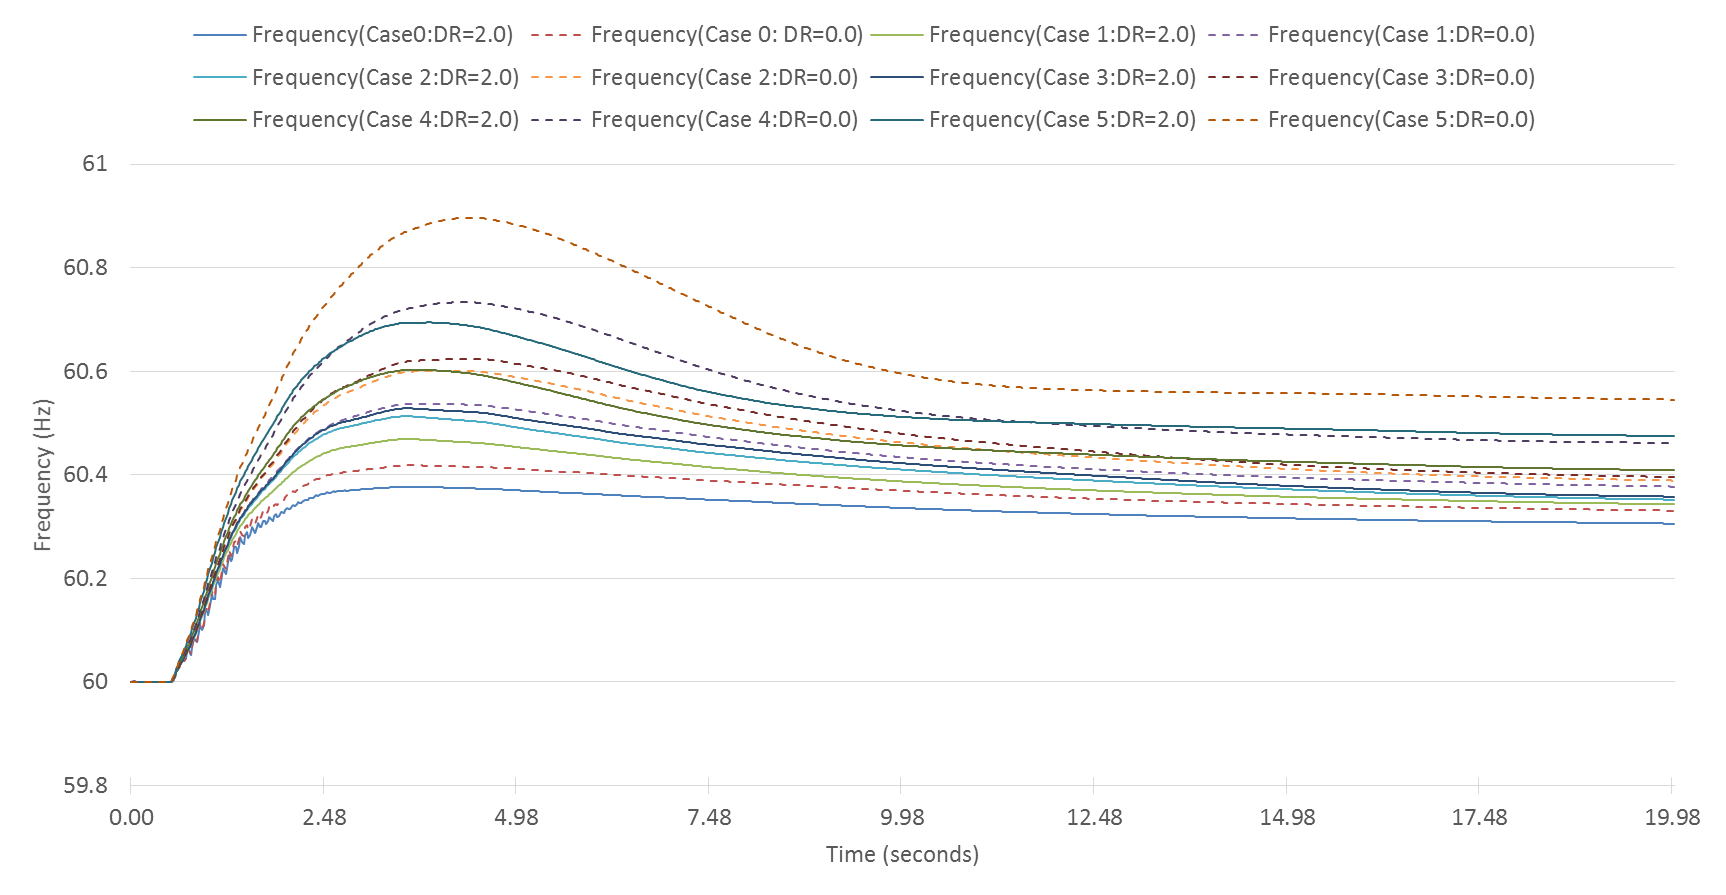 Frequency(Case0:DR=2.0) Frequency(Case 0: DR=0.0) Frequency(Case 1:DR=2.0) Frequency(Case 1:DR=0.0)
Frequency(Case 2:DR=2.0) Frequency(Case 2:DR=0.0) Frequency(Case 3:DR=2.0) Frequency(Case 3:DR=0.0)
Frequency(Case 4:DR=2.0) Frequency(Case 4:DR=0.0) Frequency(Case 5:DR=2.0) Frequency(Case 5:DR=0.0)
61
60.8
60.6
60.4
60.2
60
59.8
Frequency (Hz)
0.00 2.48 4.98 7.48 9.98 12.48 14.98 17.48 19.98
Time (seconds)